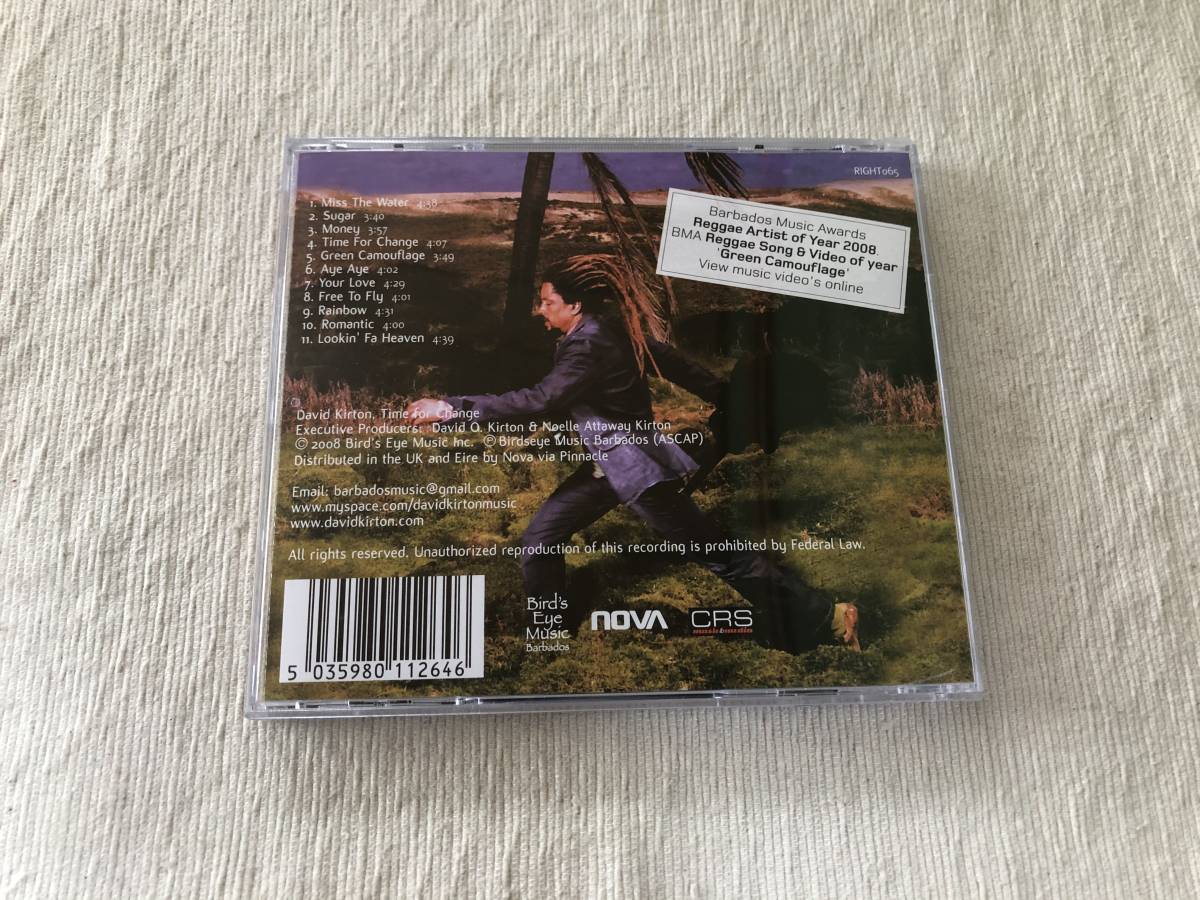 RIGHT065
1. Miss The Water 4:38
2. Sugar 3:40
3. Money 3:57
4. Time For Change 4:07
5. Green Camouflage 3:49
6. Aye Aye 4:02
7. Your Love 4:29
8. Free To Fly 4:01
9. Rainbow 4:31
10. Romantic 4:00
11. Lookin' Fa Heaven 4:39
Barbados Music Awards
Reggae Artist of Year 2008.
BMA Reggae Song & Video of year
'Green Camouflage'
View music video's online
David Kirton, Time for Change
Executive Producers: David O. Kirton & Noelle Attaway Kirton
© 2008 Bird's Eye Music Inc. ℗ Birdseye Music Barbados (ASCAP)
Distributed in the UK and Eire by Nova via Pinnacle
Email: barbadosmusic@gmail.com
www.myspace.com/davidkirtonmusic
www.davidkirton.com
All rights reserved. Unauthorized reproduction of this recording is prohibited by Federal Law.
5 035980 112646
Bird's
Eye
Music
Barbados
NOVA
CRS